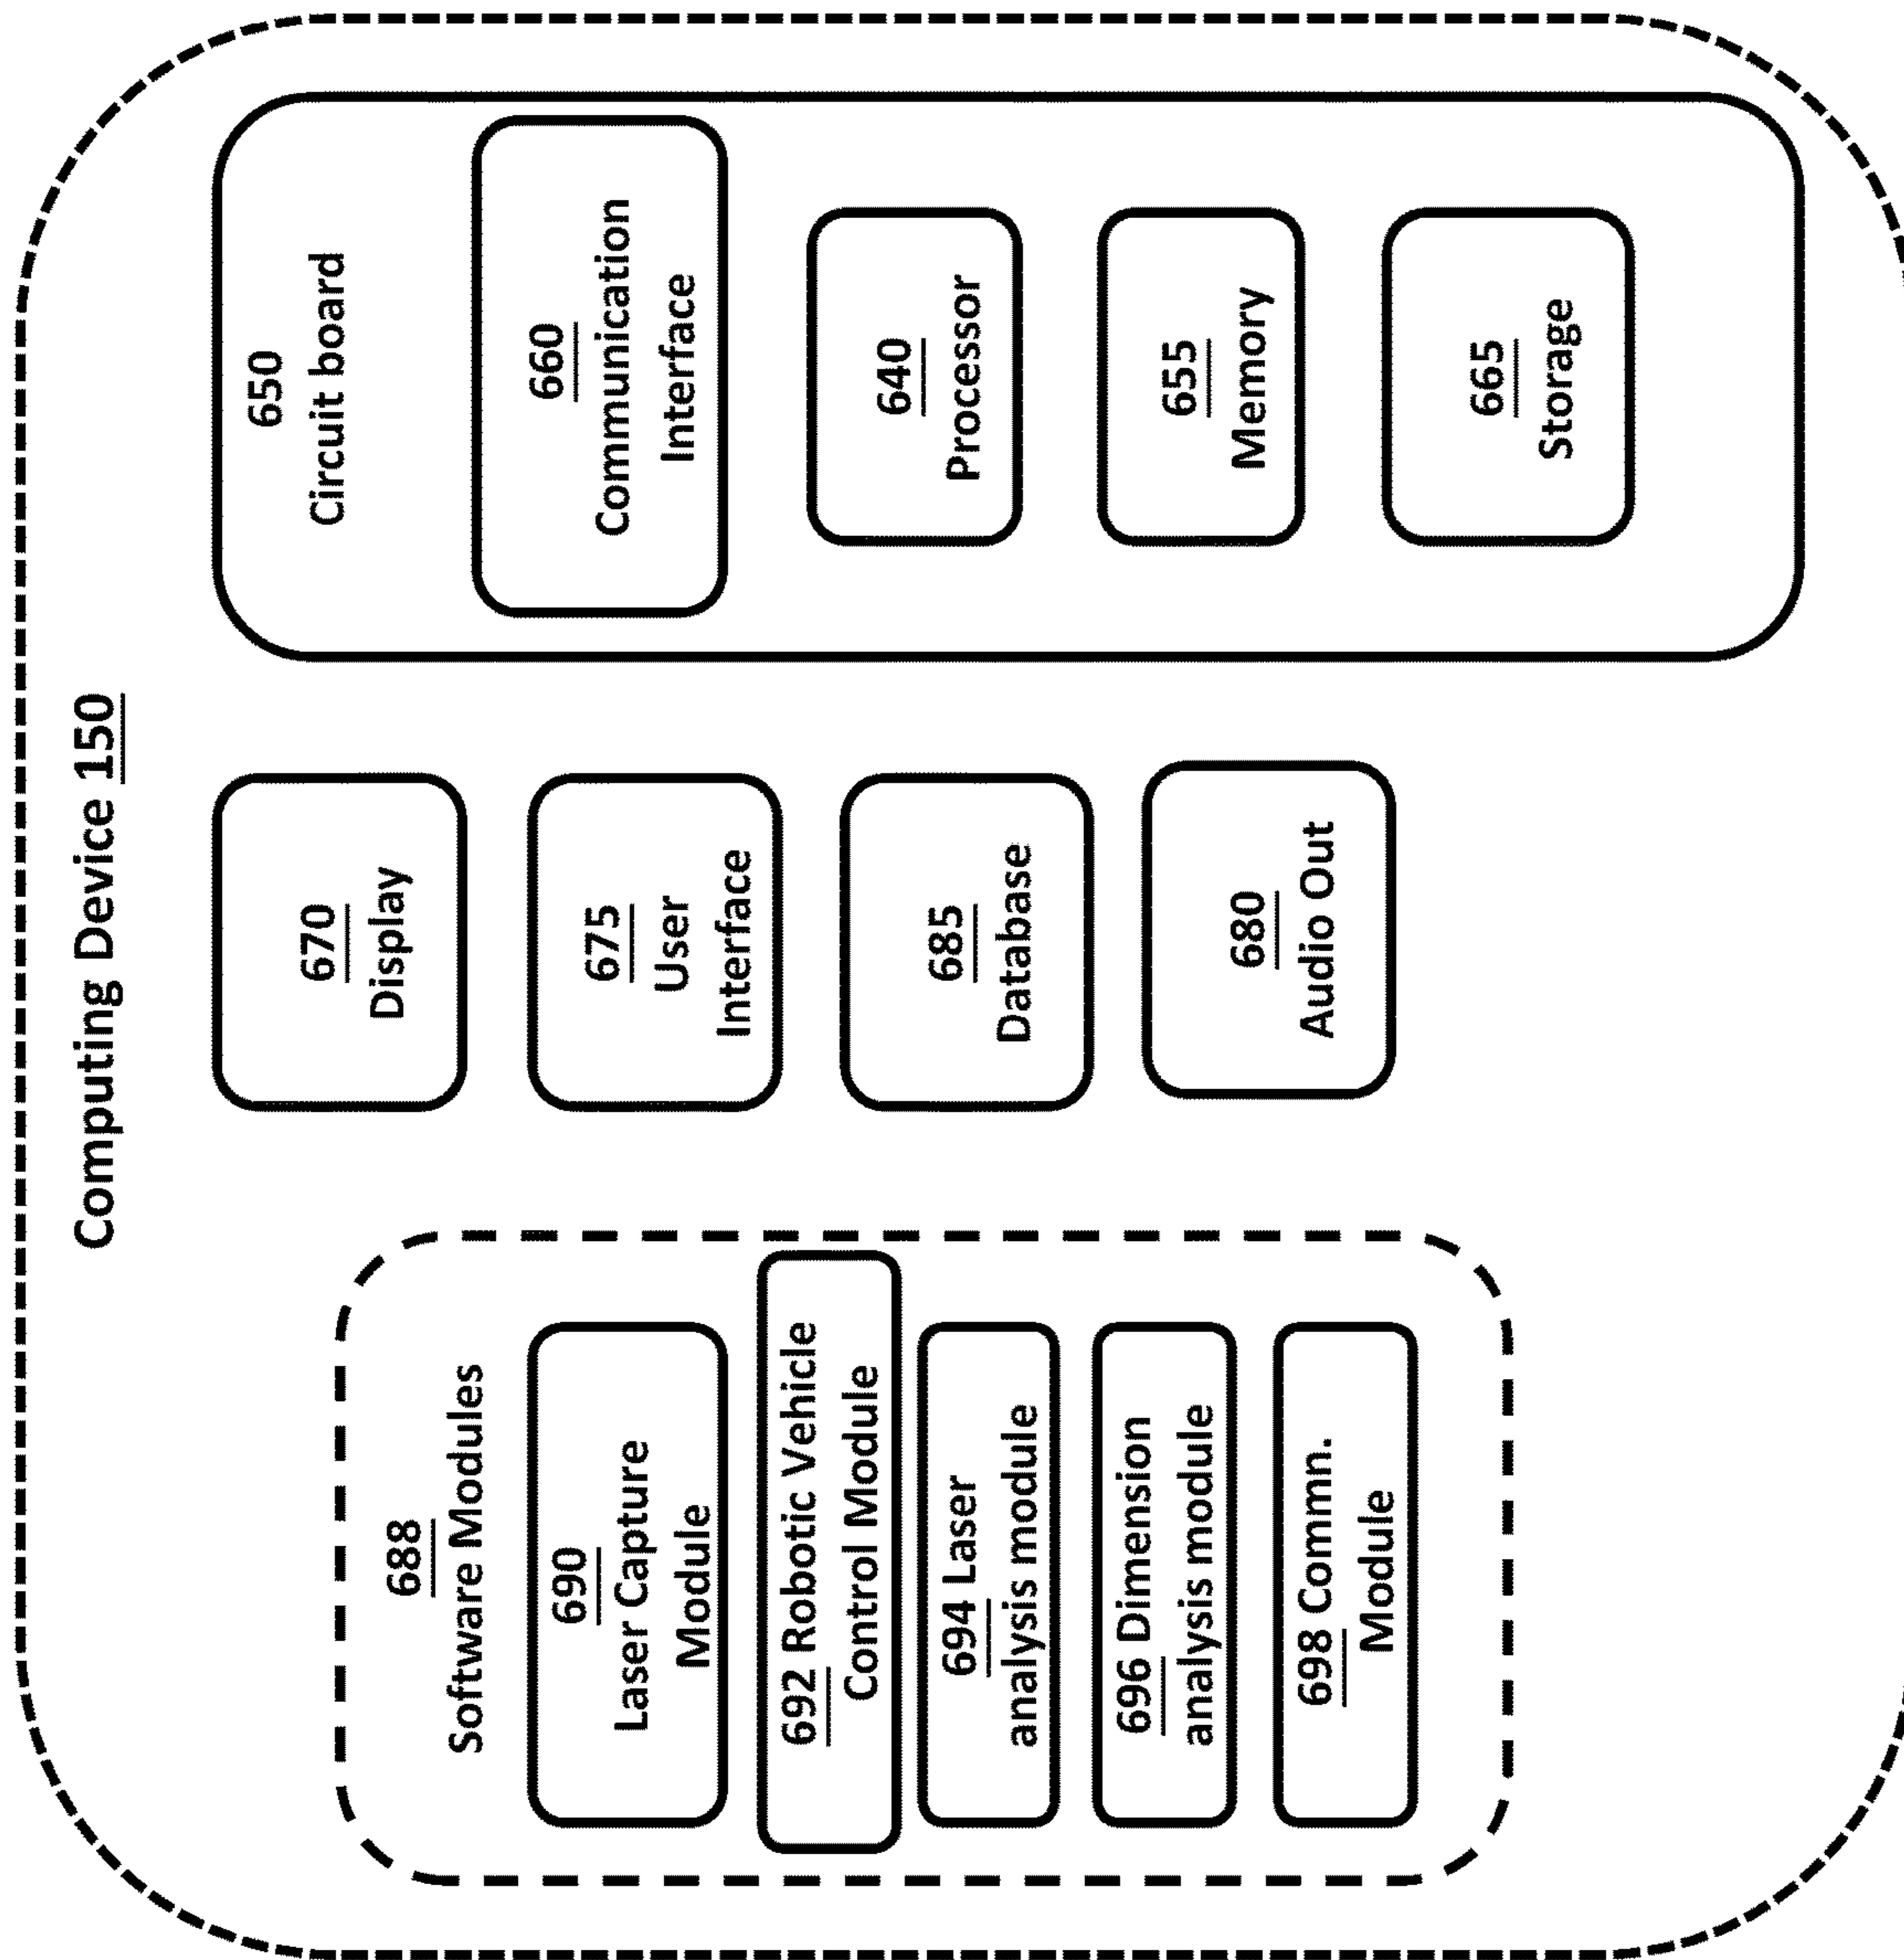 Computing Device 150
688
Software Modules
690
Laser Capture
Module
692 Robotic Vehicle
Control Module
694 Laser
analysis module
696 Dimension
analysis module
698 Commn.
Module
670
Display
675
User
Interface
685
Database
680
Audio Out
650
Circuit board
660
Communication
Interface
640
Processor
655
Memory
665
Storage